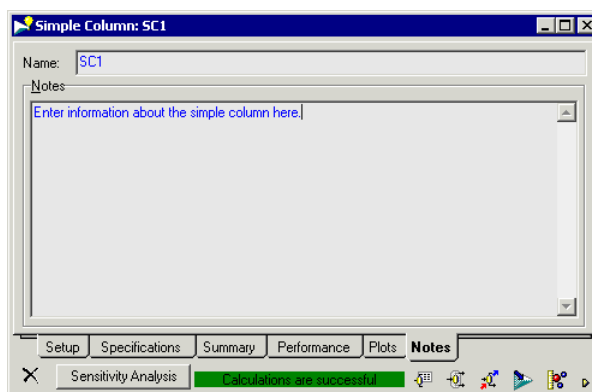 Simple Column: SC1
Name: SC1
Notes
Enter information about the simple column here.
Setup Specifications Summary Performance Plots Notes
Sensitivity Analysis Calculations are successful